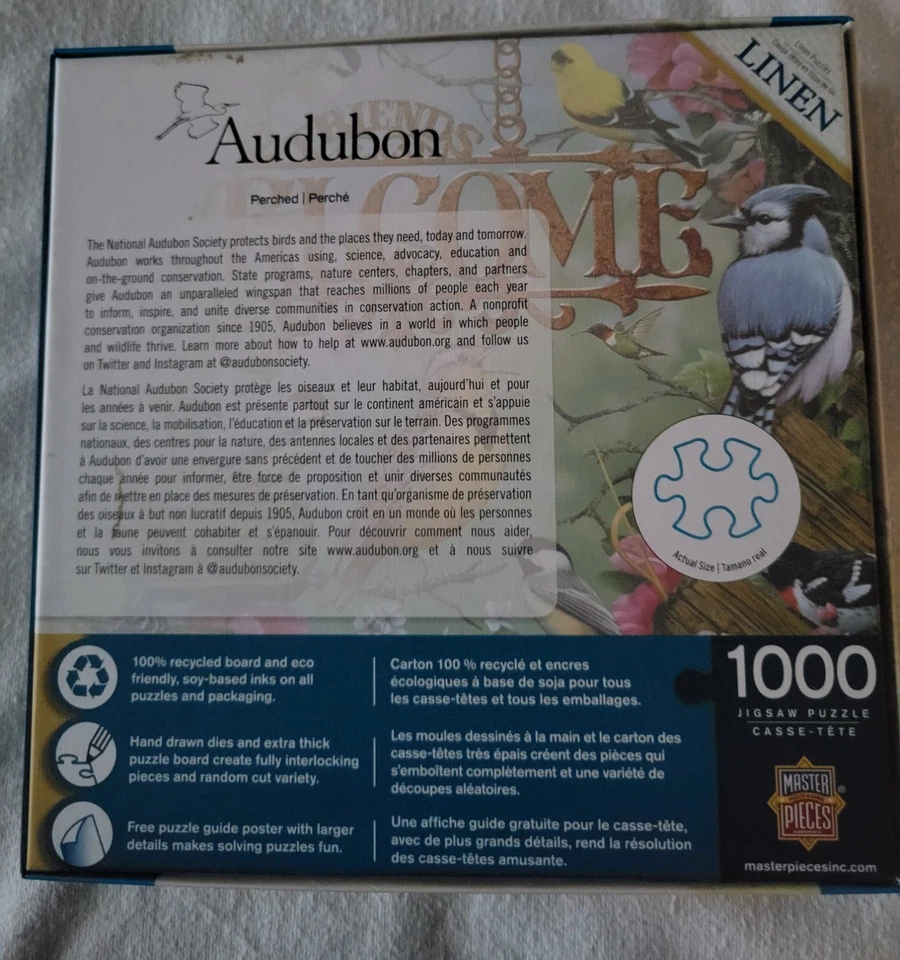 Linen Puzzle
LINEN
FRIENDS
WELCOME
Audubon
Perched | Perché
The National Audubon Society protects birds and the places they need, today and tomorrow.
Audubon works throughout the Americas using, science, advocacy, education and
on-the-ground conservation. State programs, nature centers, chapters, and partners
give Audubon an unparalleled wingspan that reaches millions of people each year
to inform, inspire, and unite diverse communities in conservation action. A nonprofit
conservation organization since 1905, Audubon believes in a world in which people
and wildlife thrive. Learn more about how to help at www.audubon.org and follow us
on Twitter and Instagram at @audubonsociety.
La National Audubon Society protège les oiseaux et leur habitat, aujourd'hui et pour
les années à venir. Audubon est présente partout sur le continent américain et s'appuie
sur la science, la mobilisation, l'éducation et la préservation sur le terrain. Des programmes
nationaux, des centres pour la nature, des antennes locales et des partenaires permettent
à Audubon d'avoir une envergure sans précédent et de toucher des millions de personnes
chaque année pour informer, être force de proposition et unir diverses communautés
afin de mettre en place des mesures de préservation. En tant qu'organisme de préservation
des oiseaux à but non lucratif depuis 1905, Audubon croit en un monde où les personnes
et la faune peuvent cohabiter et s'épanouir. Pour découvrir comment nous aider,
nous vous invitons à consulter notre site www.audubon.org et à nous suivre
sur Twitter et Instagram à @audubonsociety.
Actual Size | Tamano real
100% recycled board and eco
friendly, soy-based inks on all
puzzles and packaging.
Carton 100 % recyclé et encres
écologiques à base de soja pour tous
les casse-têtes et tous les emballages.
Hand drawn dies and extra thick
puzzle board create fully interlocking
pieces and random cut variety.
Les moules dessinés à la main et le carton des
casse-têtes très épais créent des pièces qui
s'emboîtent complètement et une variété de
découpes aléatoires.
Free puzzle guide poster with larger
details makes solving puzzles fun.
Une affiche guide gratuite pour le casse-tête,
avec de plus grands détails, rend la résolution
des casse-têtes amusante.
1000
JIGSAW PUZZLE
CASSE-TÊTE
MASTER
PIECES
®
masterpiecesinc.com